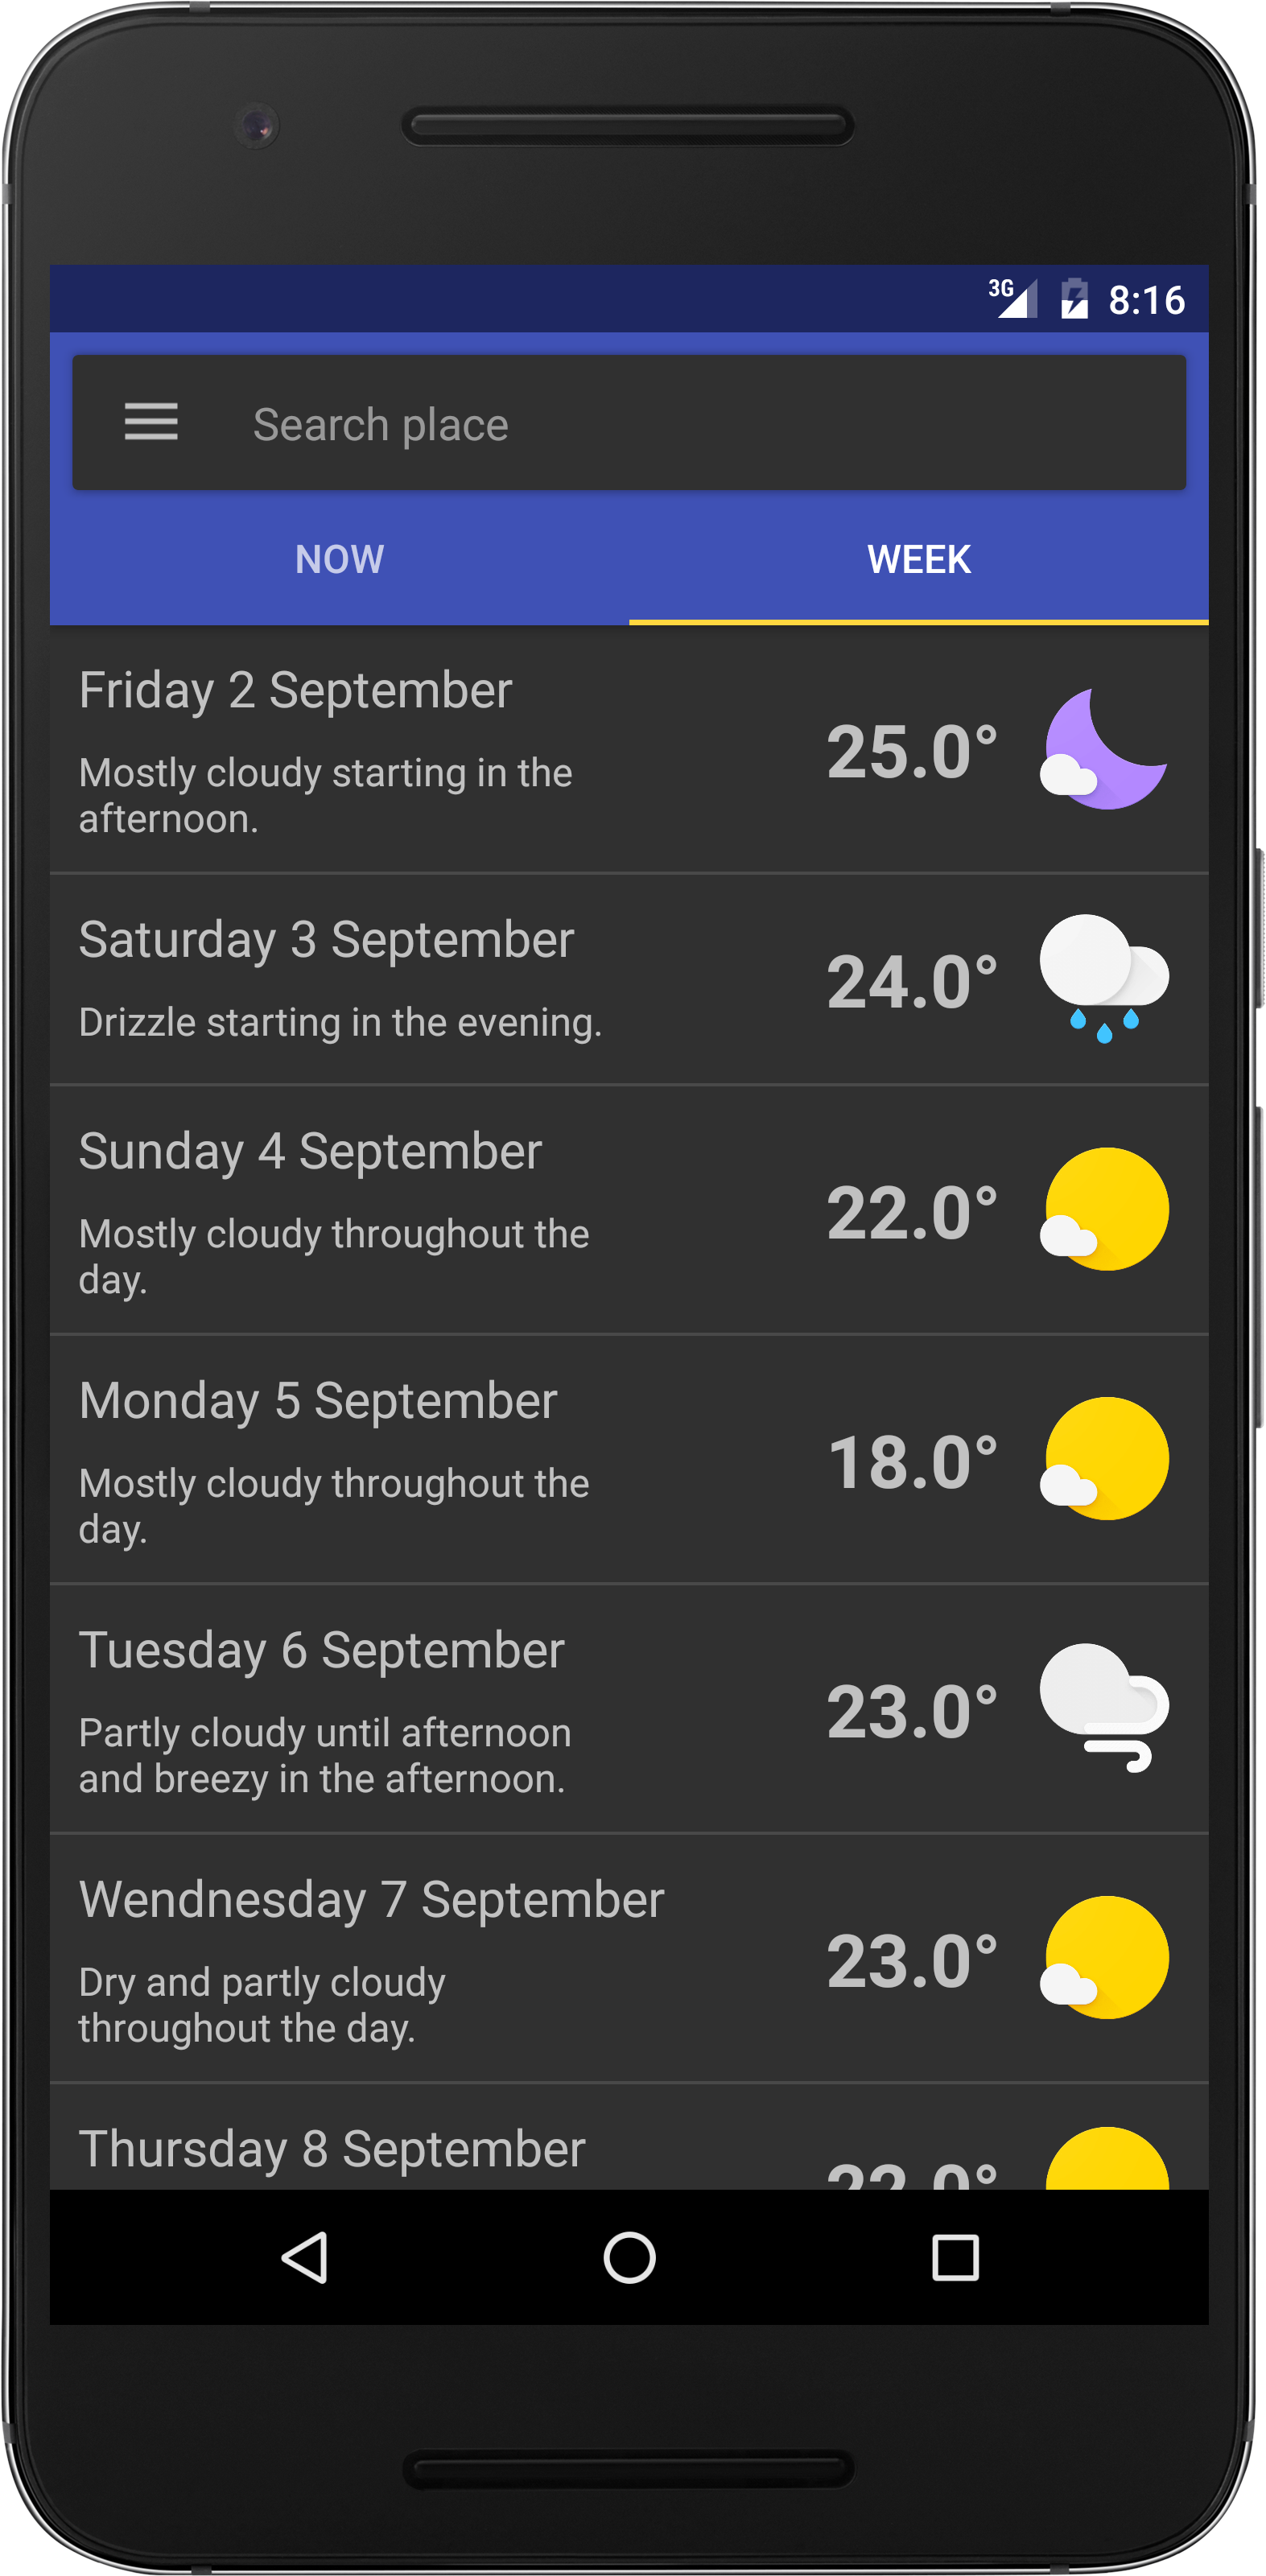 3G 8:16
Search place
NOW WEEK
Friday 2 September
Mostly cloudy starting in the
afternoon.
25.0°
Saturday 3 September
Drizzle starting in the evening.
24.0°
Sunday 4 September
Mostly cloudy throughout the
day.
22.0°
Monday 5 September
Mostly cloudy throughout the
day.
18.0°
Tuesday 6 September
Partly cloudy until afternoon
and breezy in the afternoon.
23.0°
Wendnesday 7 September
Dry and partly cloudy
throughout the day.
23.0°
Thursday 8 September